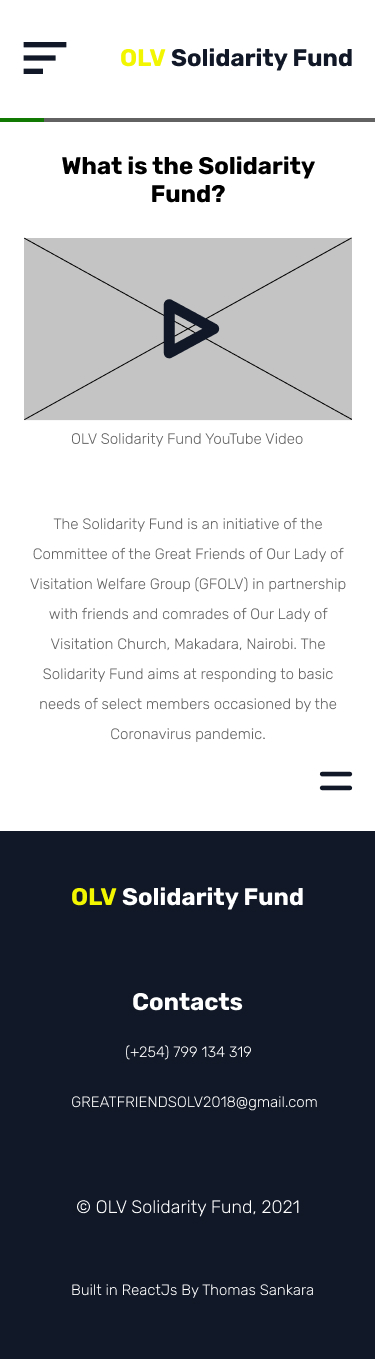 OLV Solidarity Fund
What is the Solidarity
Fund?
OLV Solidarity Fund YouTube Video
The Solidarity Fund is an initiative of the
Committee of the Great Friends of Our Lady of
Visitation Welfare Group (GFOLV) in partnership
with friends and comrades of Our Lady of
Visitation Church, Makadara, Nairobi. The
Solidarity Fund aims at responding to basic
needs of select members occasioned by the
Coronavirus pandemic.
OLV Solidarity Fund
Contacts
(+254) 799 134 319
GREATFRIENDSOLV2018@gmail.com
© OLV Solidarity Fund, 2021
Built in ReactJs By Thomas Sankara